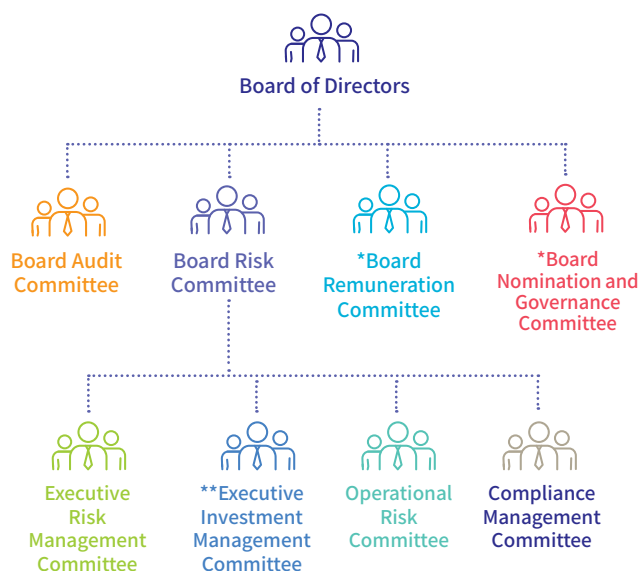 Board of Directors
Board Audit
Committee
Board Risk
Committee
*Board
Remuneration
Committee
*Board
Nomination and
Governance
Committee
Executive
Risk
Management
Committee
**Executive
Investment
Management
Committee
Operational
Risk
Committee
Compliance
Management
Committee